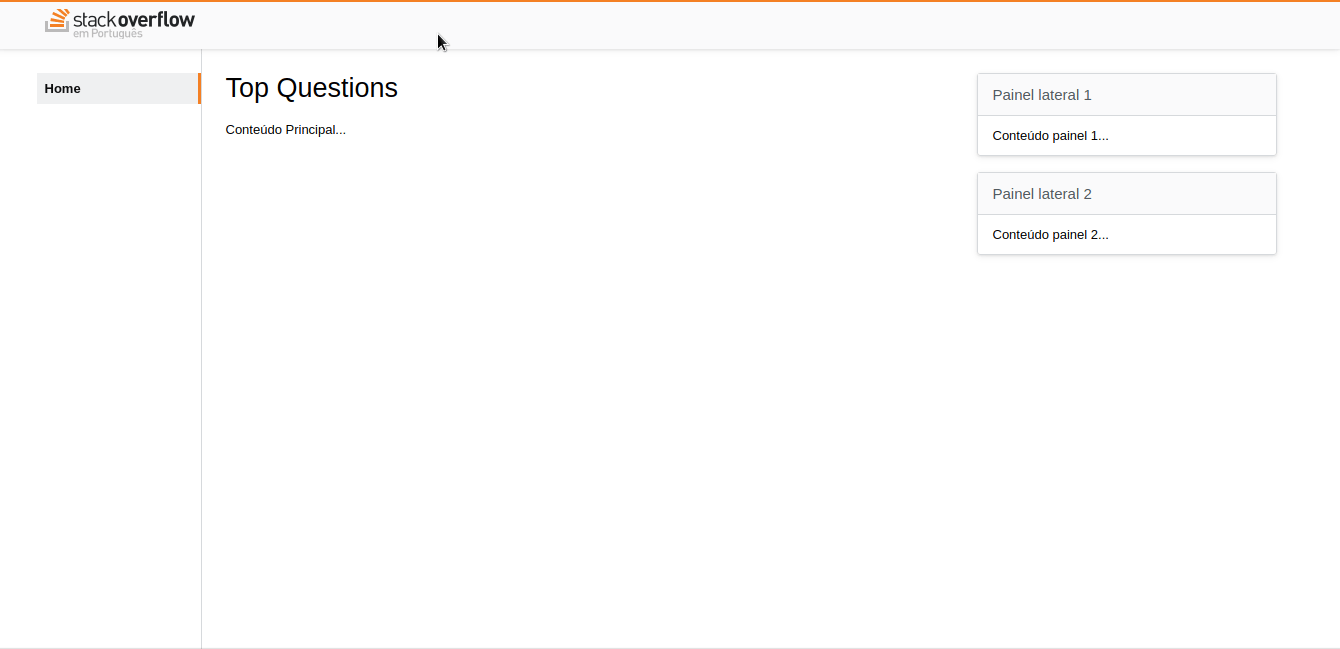 stackoverflow
em Português
Home
Top Questions
Conteúdo Principal...
Painel lateral 1
Conteúdo painel 1...
Painel lateral 2
Conteúdo painel 2...